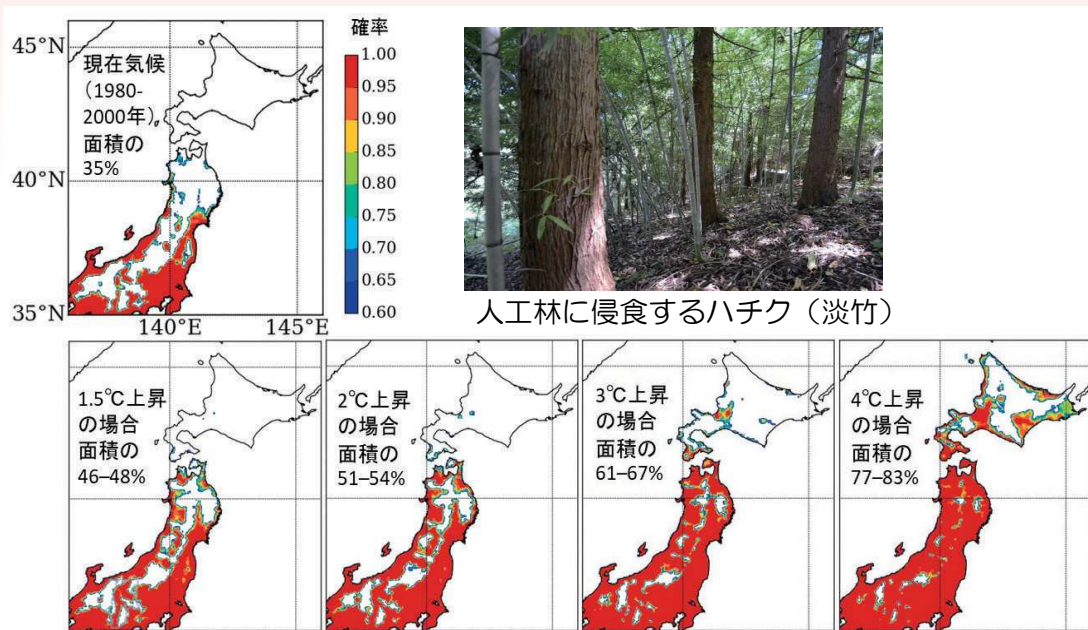 45°N
40°N
35°N
140°E
145°E
現在気候
(1980-
2000年)
面積の
35%
確率
1.00
0.95
0.90
0.85
0.80
0.75
0.70
0.65
0.60
人工林に侵食するハチク（淡竹）
1.5℃上昇
の場合
面積の
46–48%
2℃上昇
の場合
面積の
51–54%
3℃上昇
の場合
面積の
61–67%
4℃上昇
の場合
面積の
77–83%